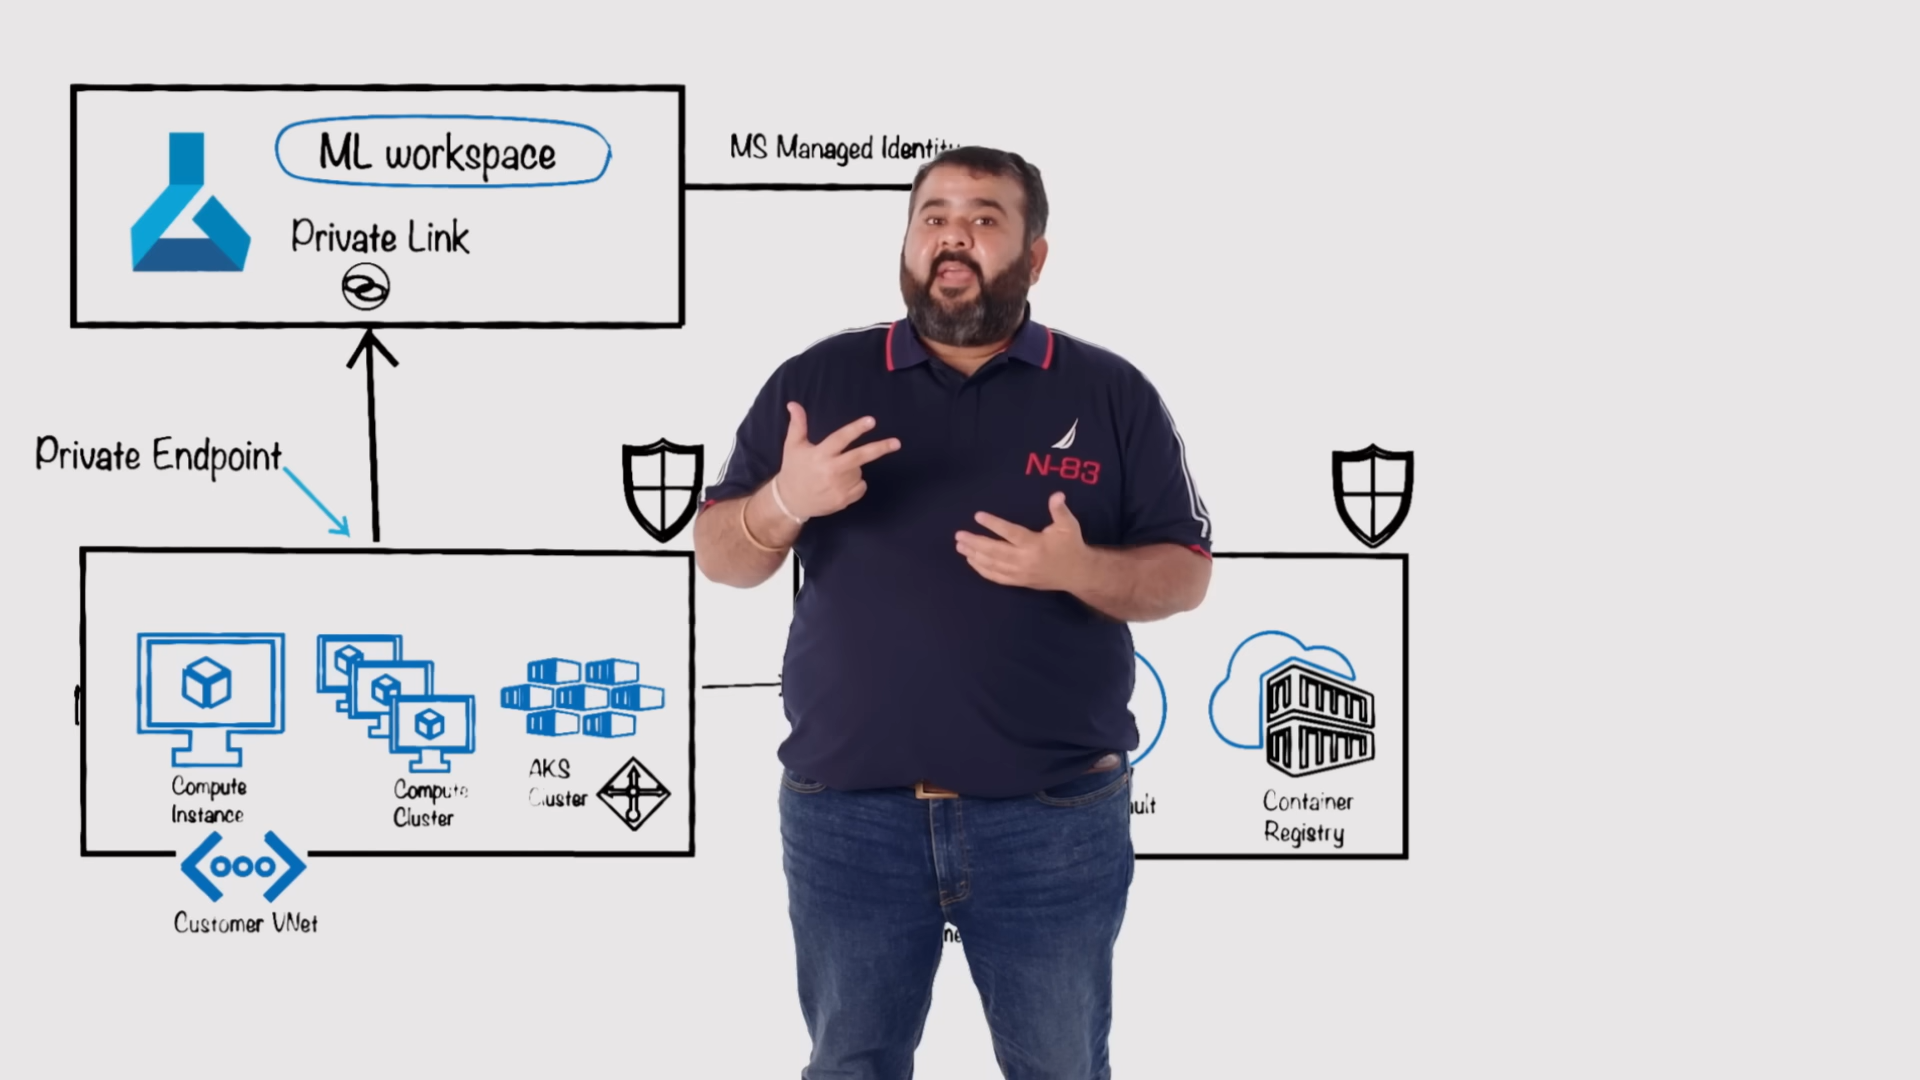 ML workspace
MS Managed Identity
Private Link
Private Endpoint
N-83
Compute
Instance
Compute
Cluster
AKS
Cluster
Container
Registry
Customer VNet